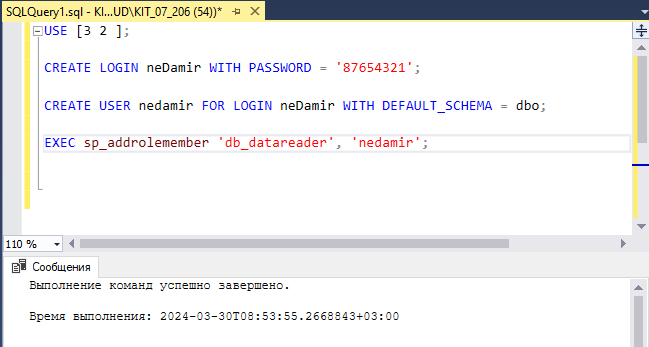 SQLQuery1.sql - KI...UD\KIT_07_206 (54))*
USE [3 2 ];
CREATE LOGIN neDamir WITH PASSWORD = '87654321';
CREATE USER nedamir FOR LOGIN neDamir WITH DEFAULT_SCHEMA = dbo;
EXEC sp_addrolemember 'db_datareader', 'nedamir';
110 %
Сообщения
Выполнение команд успешно завершено.
Время выполнения: 2024-03-30T08:53:55.2668843+03:00